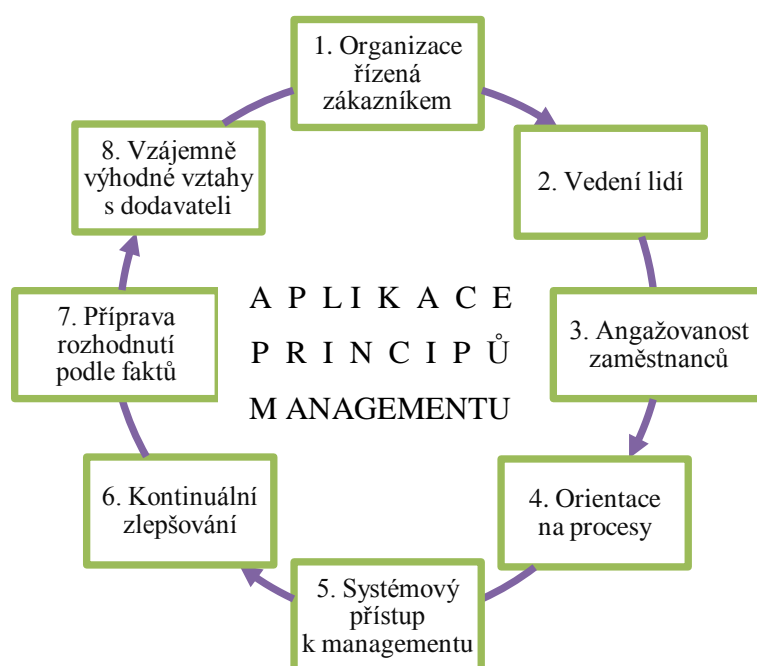 1. Organizace
řízená
zákazníkem
2. Vedení lidí
3. Angažovanost
zaměstnanců
4. Orientace
na procesy
5. Systémový
přístup
k managementu
6. Kontinuální
zlepšování
7. Příprava
rozhodnutí
podle faktů
8. Vzájemně
výhodné vztahy
s dodavateli
A P L I K A C E
P R I N C I P Ů
M ANAGEMENTU